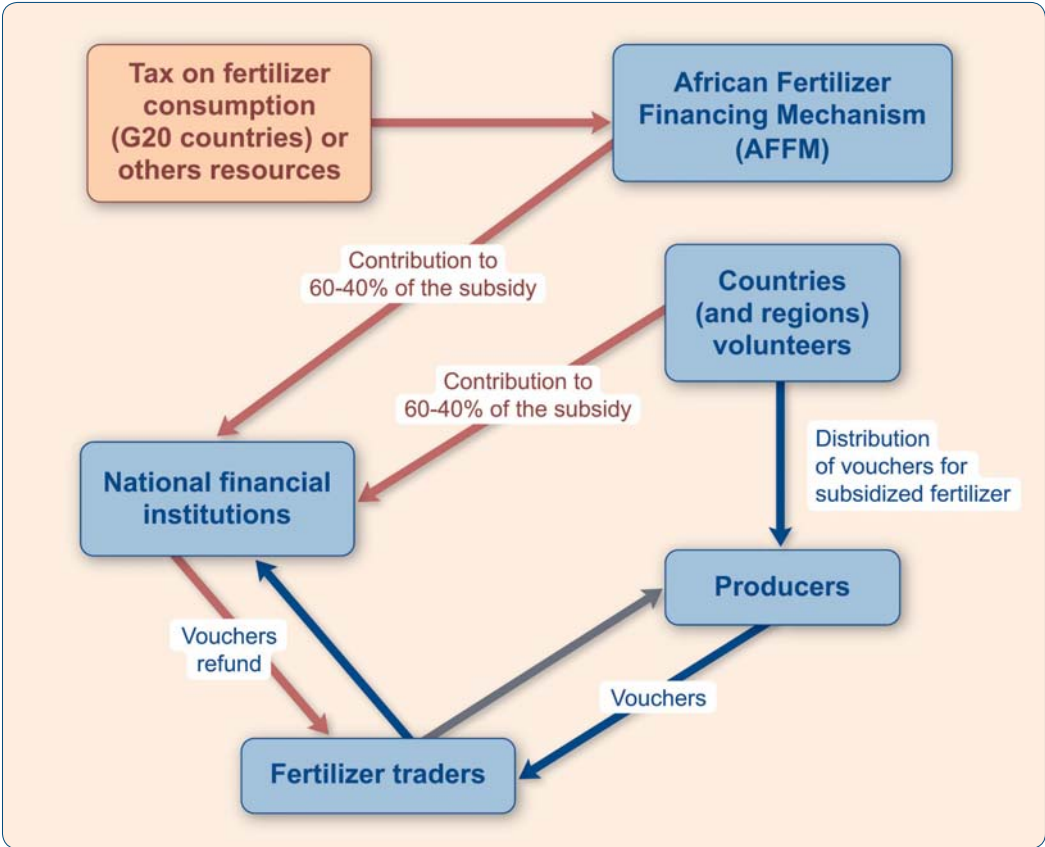 Tax on fertilizer
consumption
(G20 countries) or
others resources
African Fertilizer
Financing Mechanism
(AFFM)
Contribution to
60-40% of the subsidy
Countries
(and regions)
volunteers
Contribution to
60-40% of the subsidy
Distribution
of vouchers for
subsidized fertilizer
National financial
institutions
Producers
Vouchers
refund
Vouchers
Fertilizer traders